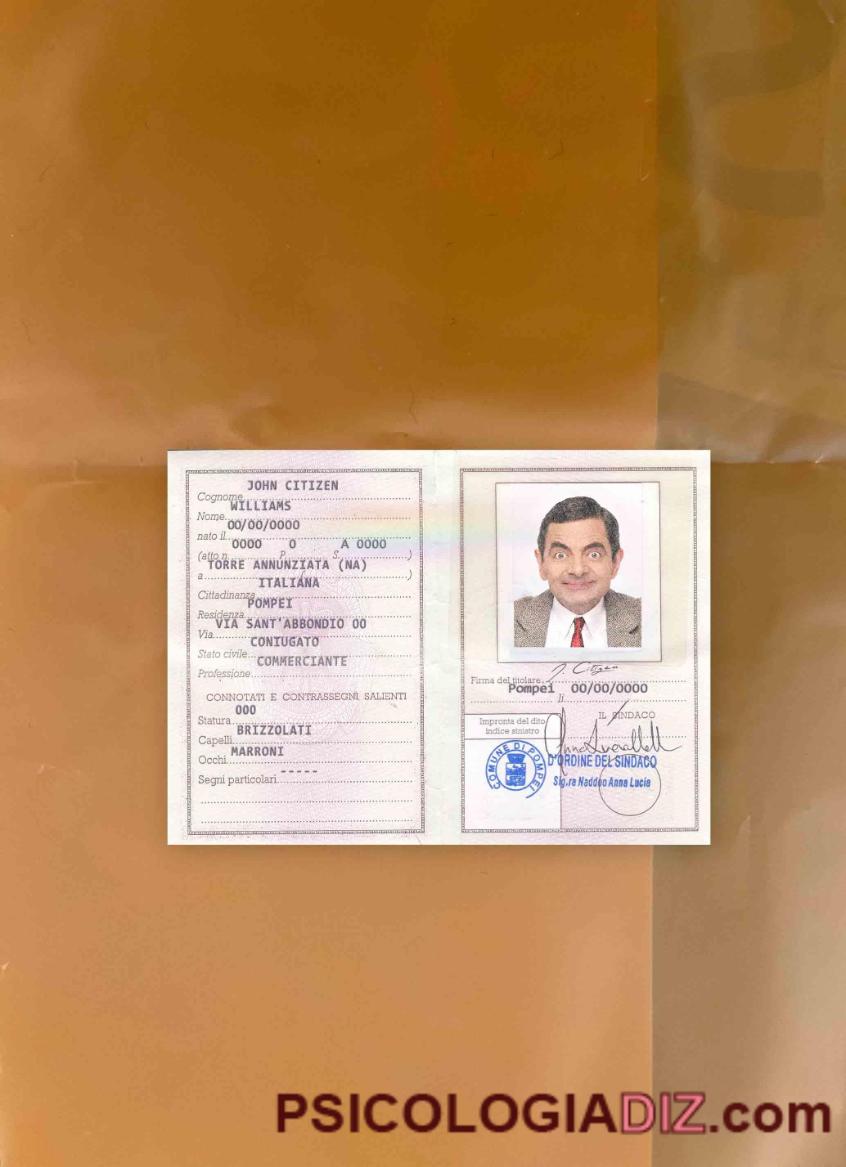 JOHN CITIZEN
Cognome
WILLIAMS
Nome
00/00/0000
nato il
0000 0 A 0000
(atto n. P. S. )
TORRE ANNUNZIATA (NA)
a ( )
ITALIANA
Cittadinanza
POMPEI
Residenza
VIA SANT'ABBONDIO 00
Via
CONIUGATO
Stato civile
COMMERCIANTE
Professione
CONNOTATI E CONTRASSEGNI SALIENTI
000
Statura
BRIZZOLATI
Capelli
MARRONI
Occhi
-----
Segni particolari
J. Citizen
Firma del titolare
Pompei 00/00/0000
lì
IL SINDACO
Impronta del dito
indice sinistro
COMUNE DI POMPEI
D'ORDINE DEL SINDACO
Sig.ra Naddeo Anna Lucia
PSICOLOGIADIZ.com